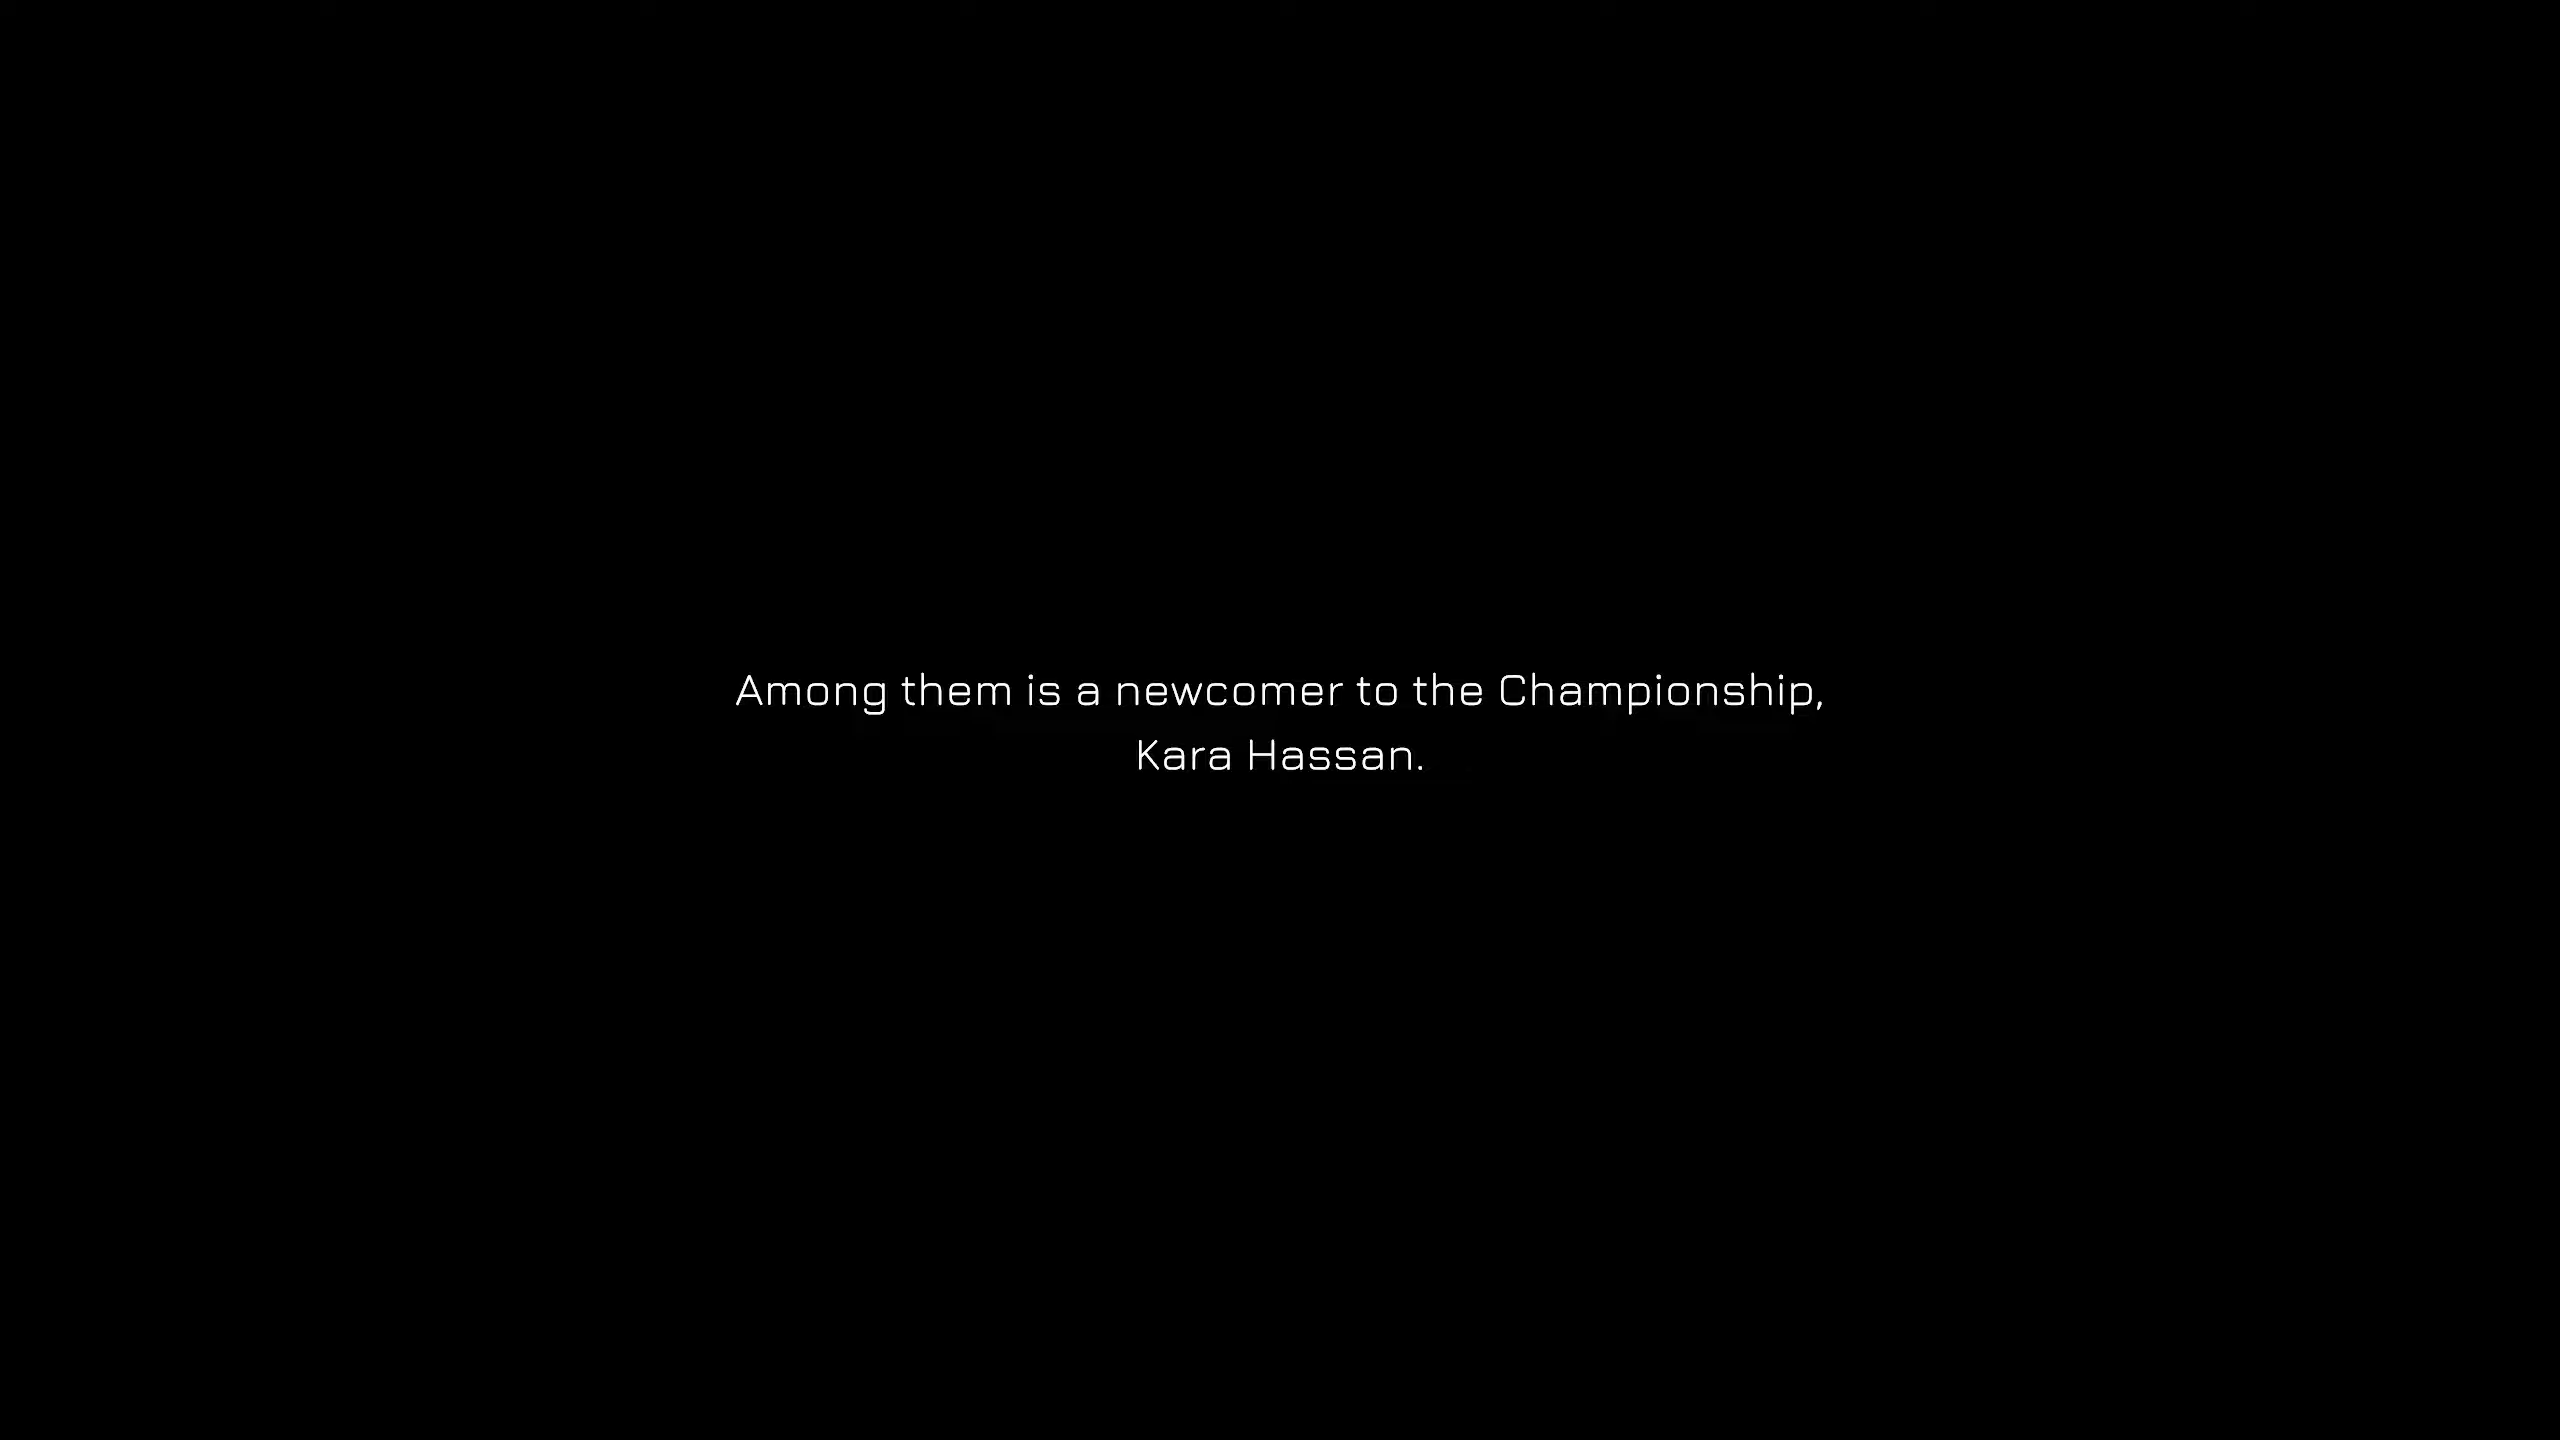 Among them is a newcomer to the Championship,
Kara Hassan.